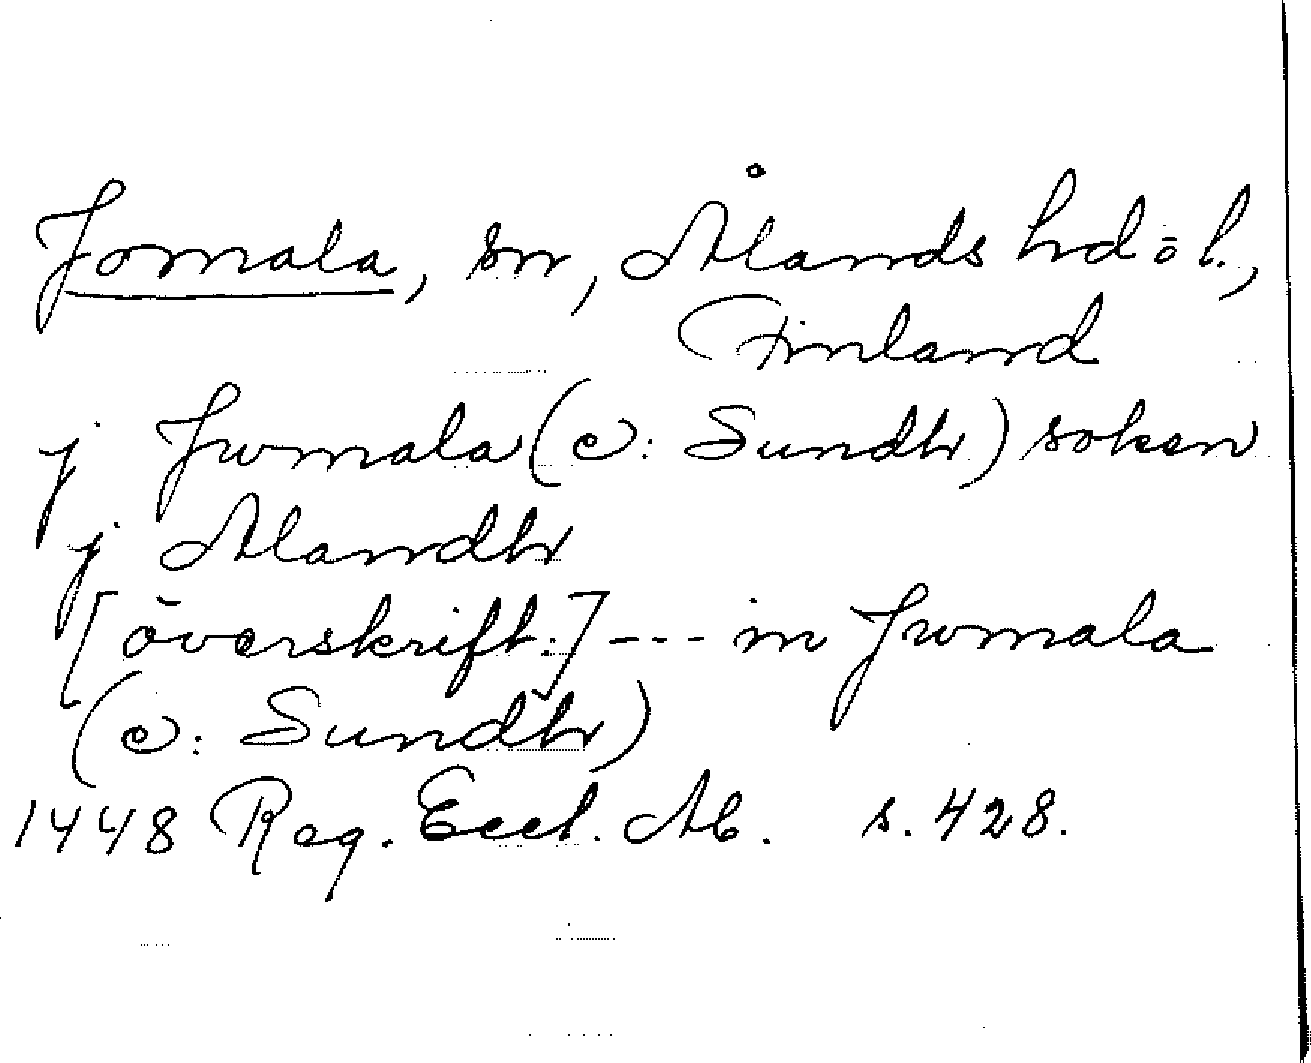 Jomala, sn, Ålands hd o l.,
Finland
j Jwmala (ɔ: Sundh) soken
j Alandh
[överskrift:] --- in Jwmala
(ɔ: Sundh)
1448 Reg. Eccl. Ab. s. 428.